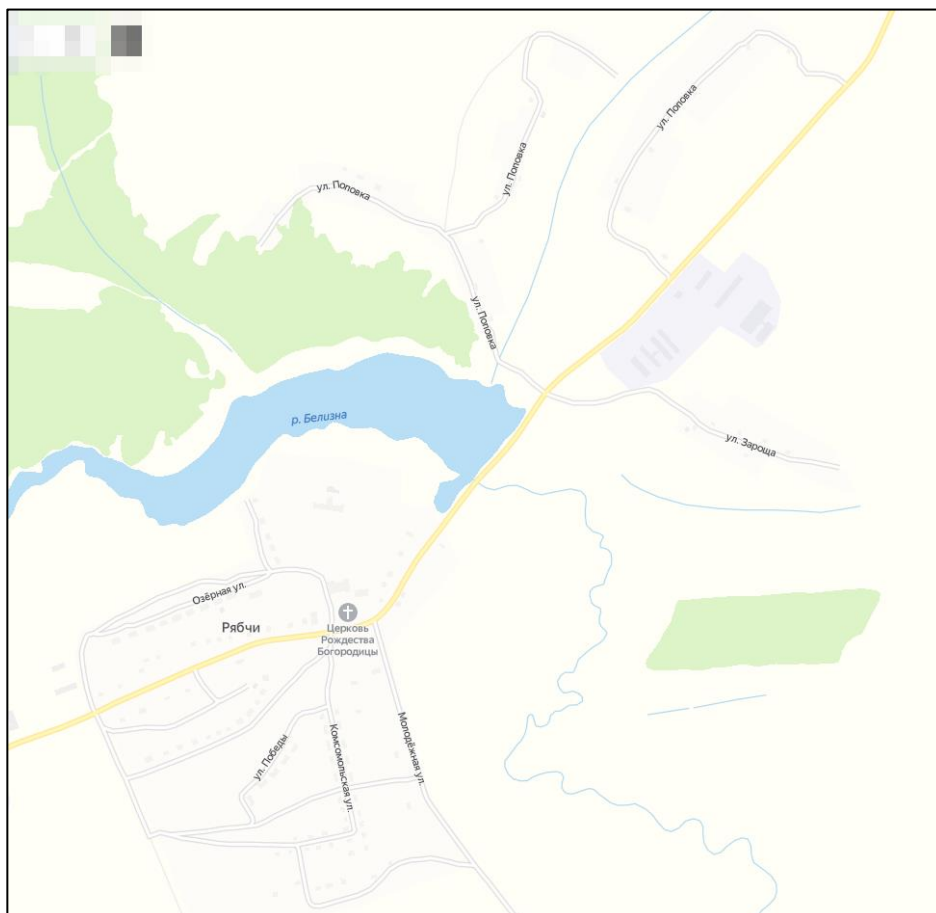 ул. Поповка
ул. Поповка
ул. Поповка
ул. Поповка
р. Белизна
ул. Зароща
Озёрная ул.
Рябчи
Церковь
Рождества
Богородицы
ул. Победы
Комсомольская ул.
Молодёжная ул.